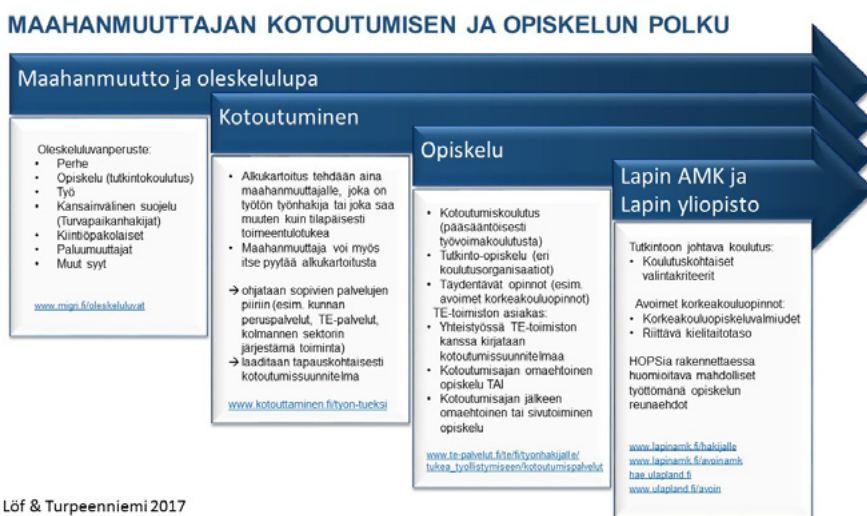 MAAHANMUUTTAJAN KOTOUTUMISEN JA OPISKELUN POLKU
Maahanmuutto ja oleskelulupa
Oleskeluluvanperuste:
• Perhe
• Opiskelu (tutkintokoulutus)
• Työ
• Kansainvälinen suojelu
(Turvapaikanhakijat)
• Kiintiöpakolaiset
• Paluumuuttajat
• Muut syyt
www.migri.fi/oleskeluluvat
Kotoutuminen
• Alkukartoitus tehdään aina
maahanmuuttajalle, joka on
työtön työnhakija tai joka saa
muuten kuin tilapäisesti
toimeentulotukea
• Maahanmuuttaja voi myös
itse pyytää alkukartoitusta
→ ohjataan sopivien palvelujen
piiriin (esim. kunnan
peruspalvelut, TE-palvelut,
kolmannen sektorin
järjestämä toiminta)
→ laaditaan tapauskohtaisesti
kotoutumissuunnitelma
www.kotouttaminen.fi/tyon-tueksi
Opiskelu
• Kotoutumiskoulutus
(pääsääntöisesti
työvoimakoulutusta)
• Tutkinto-opiskelu (eri
koulutusorganisaatiot)
• Täydentävät opinnot (esim.
avoimet korkeakouluopinnot)
TE-toimiston asiakas:
• Yhteistyössä TE-toimiston
kanssa kirjataan
kotoutumissuunnitelmaa
• Kotoutumisajan omaehtoinen
opiskelu TAI
• Kotoutumisajan jälkeen
omaehtoinen tai sivutoiminen
opiskelu
www.te-palvelut.fi/te/fi/tyonhakijalle/
tukea_tyollistymiseen/kotoutumispalvelut
Lapin AMK ja
Lapin yliopisto
Tutkintoon johtava koulutus:
• Koulutuskohtaiset
valintakriteerit
Avoimet korkeakouluopinnot:
• Korkeakouluopiskeluvalmiudet
• Riittävä kielitaitotaso
HOPSia rakennettaessa
huomioitava mahdolliset
työttömänä opiskelun
reunaehdot
www.lapinamk.fi/hakijalle
www.lapinamk.fi/avoinamk
hae.ulapland.fi
www.ulapland.fi/avoin
Löf & Turpeenniemi 2017